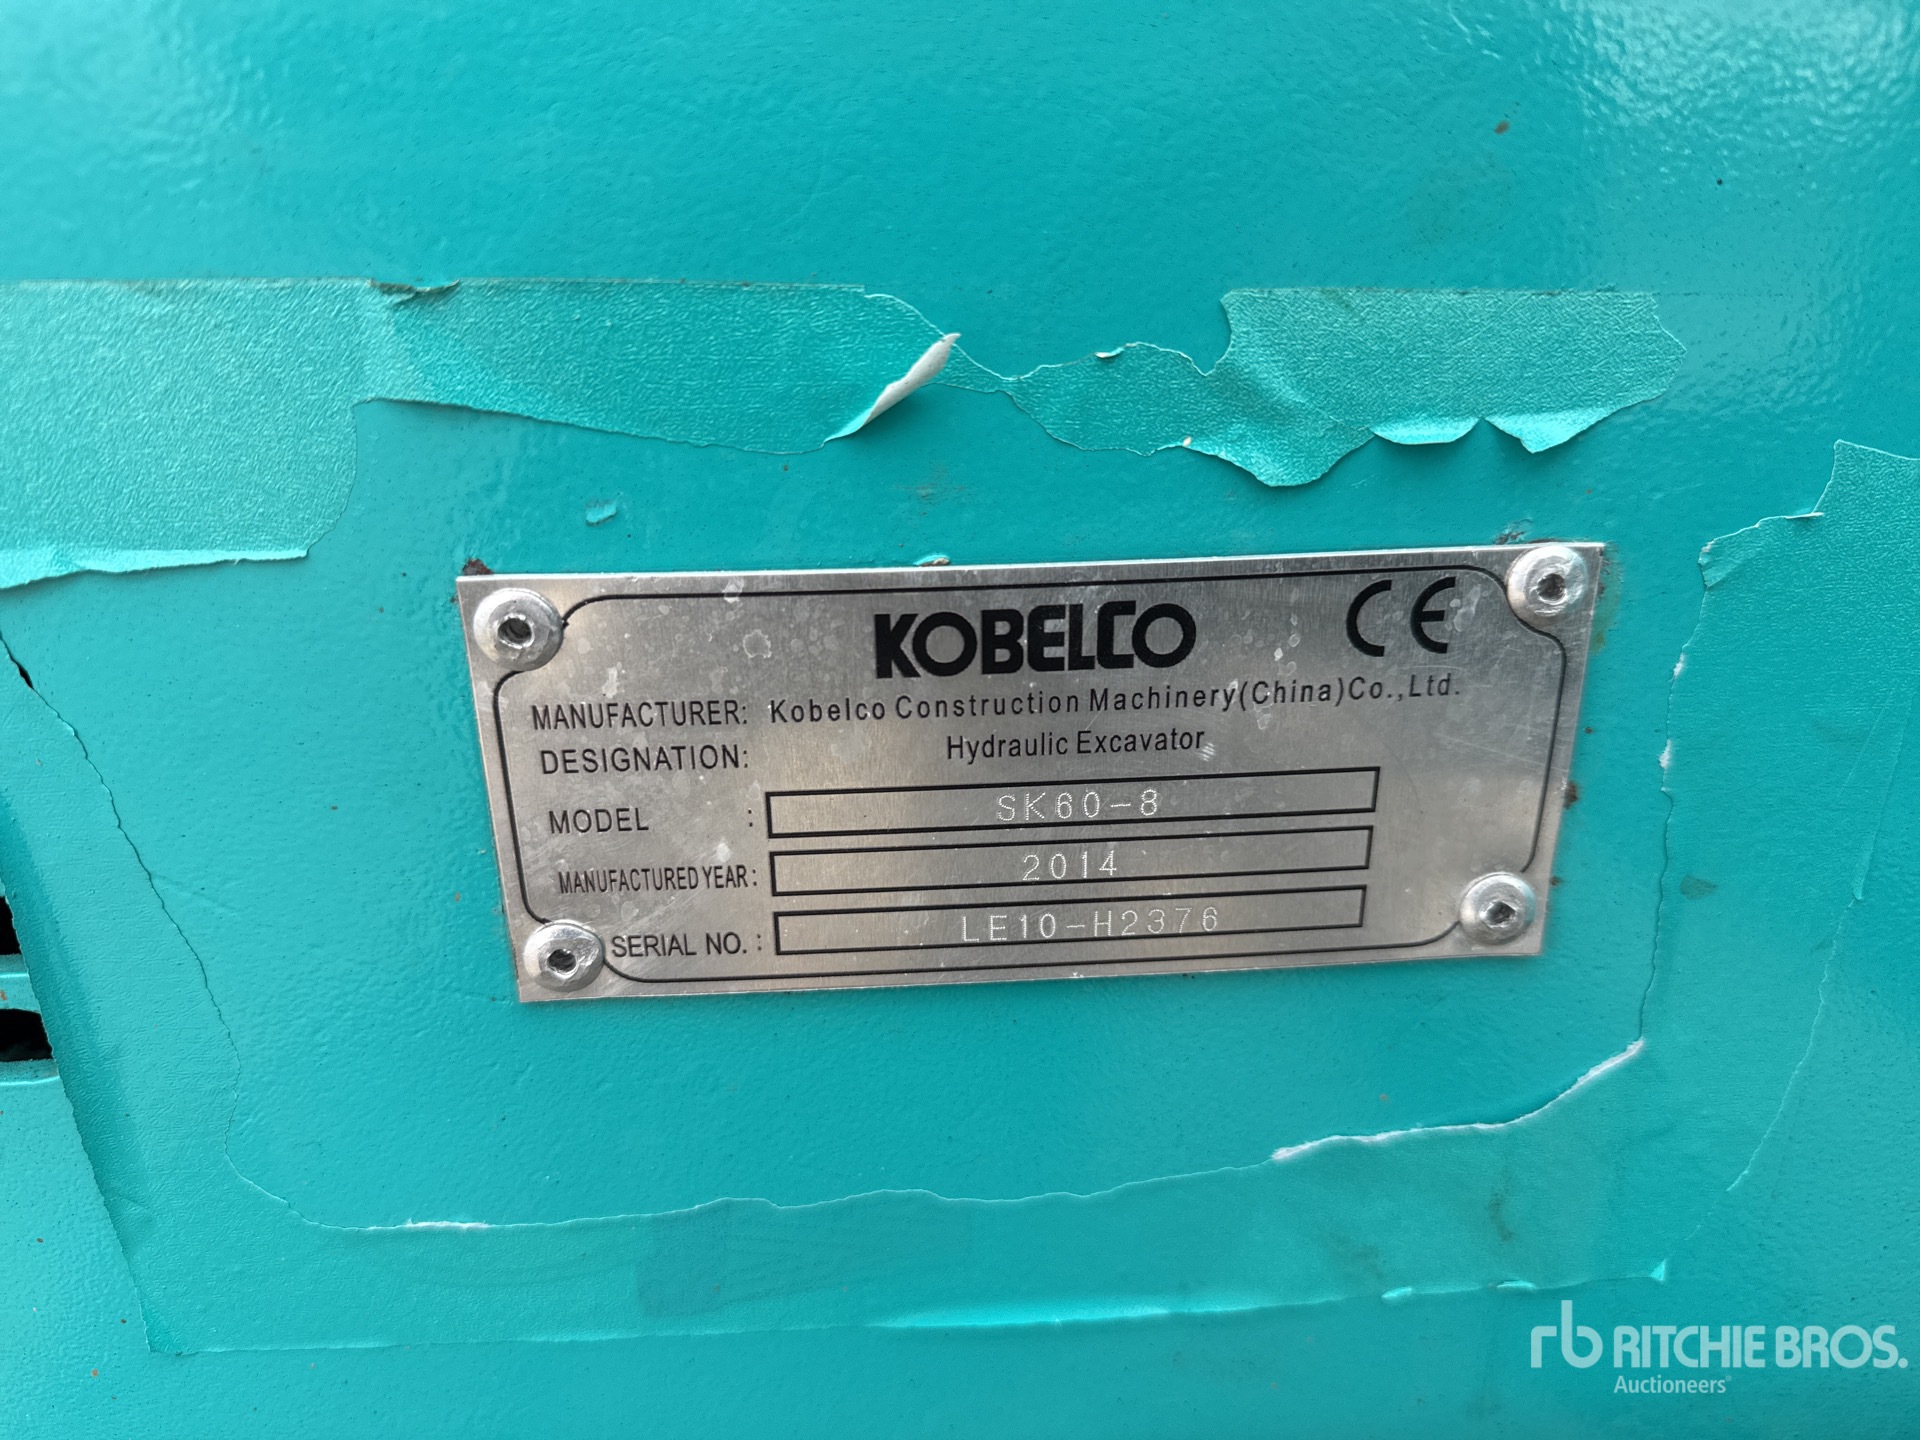 KOBELCO CE
MANUFACTURER: Kobelco Construction Machinery(China)Co.,Ltd.
DESIGNATION: Hydraulic Excavator
MODEL : SK60-8
MANUFACTURED YEAR: 2014
SERIAL NO. : LE10-H2376
rb RITCHIE BROS.
Auctioneers